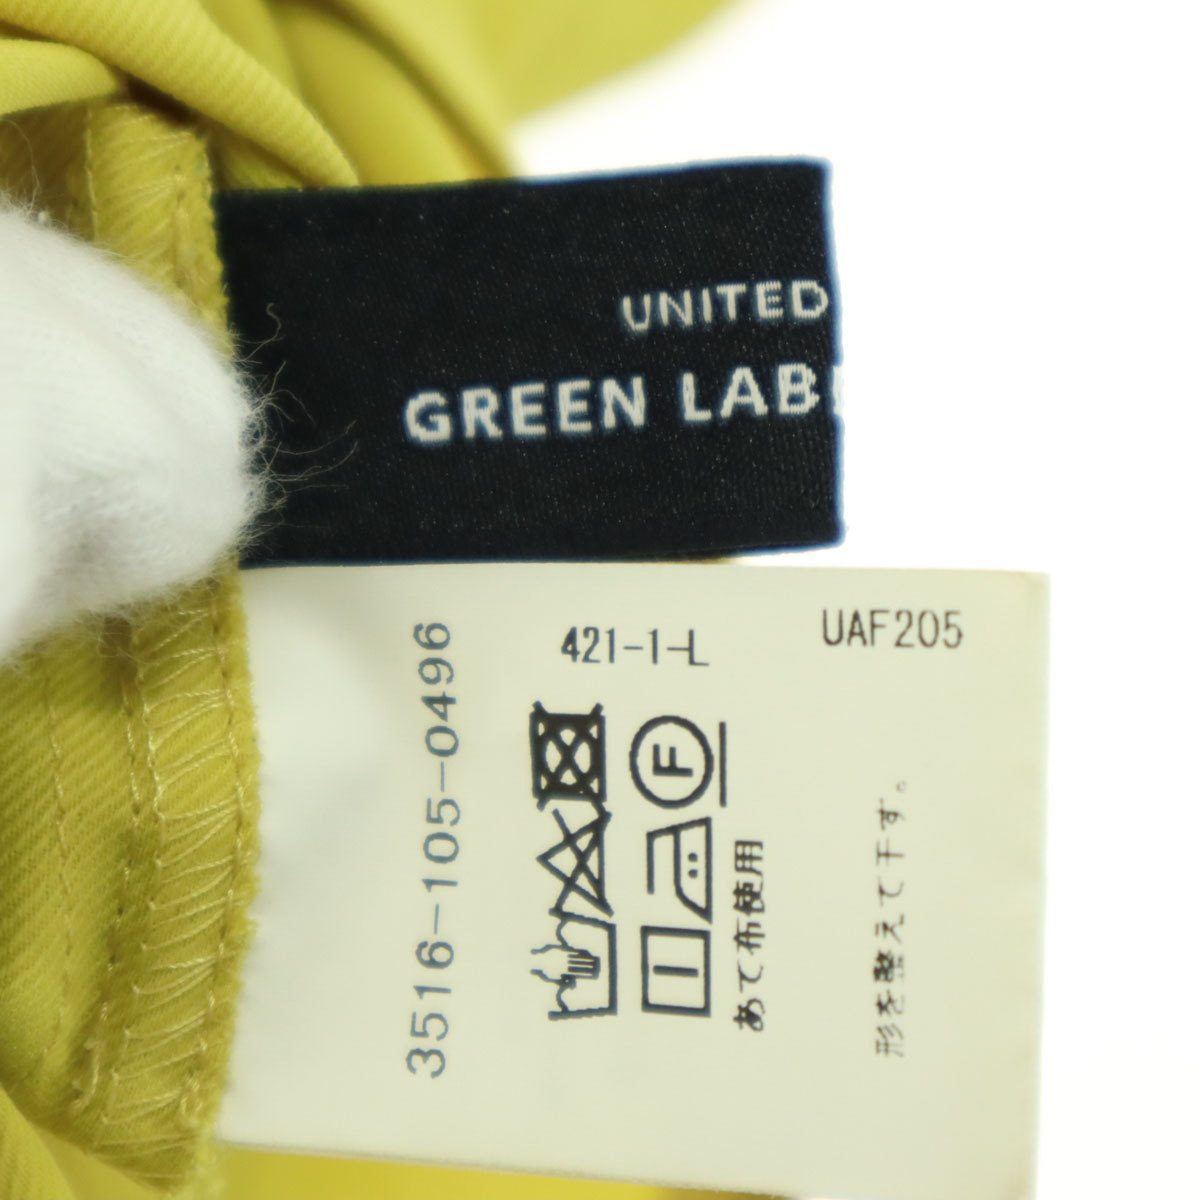 UNITED
GREEN LAB
UAF205
421-1-L
3516-105-0496
F
あて布使用
形を整えて干す。